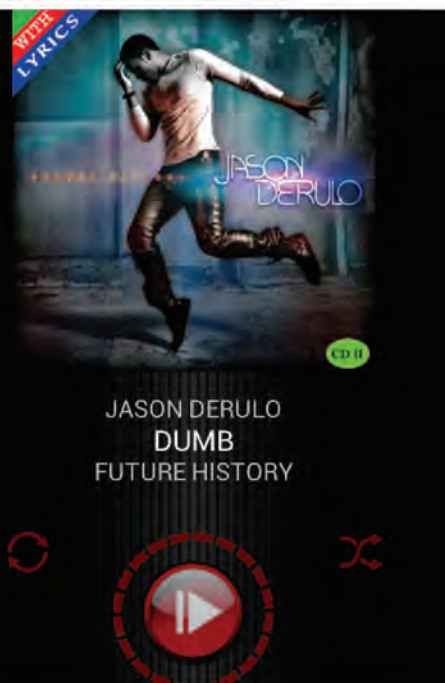 WITH
LYRICS
JASON
DERULO
CD II
JASON DERULO
DUMB
FUTURE HISTORY